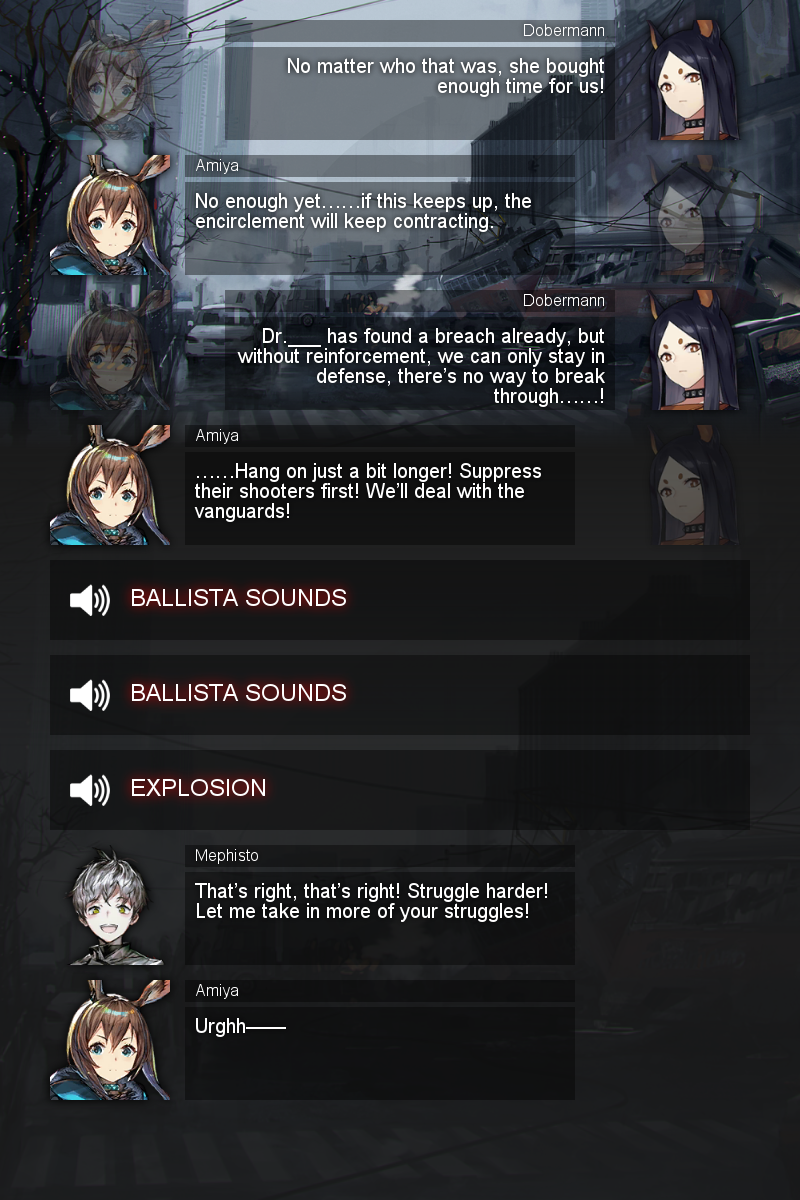 Dobermann
No matter who that was, she bought
enough time for us!
Amiya
No enough yet……if this keeps up, the
encirclement will keep contracting.
Dobermann
Dr.___ has found a breach already, but
without reinforcement, we can only stay in
defense, there’s no way to break
through……!
Amiya
……Hang on just a bit longer! Suppress
their shooters first! We’ll deal with the
vanguards!
BALLISTA SOUNDS
BALLISTA SOUNDS
EXPLOSION
Mephisto
That’s right, that’s right! Struggle harder!
Let me take in more of your struggles!
Amiya
Urghh——